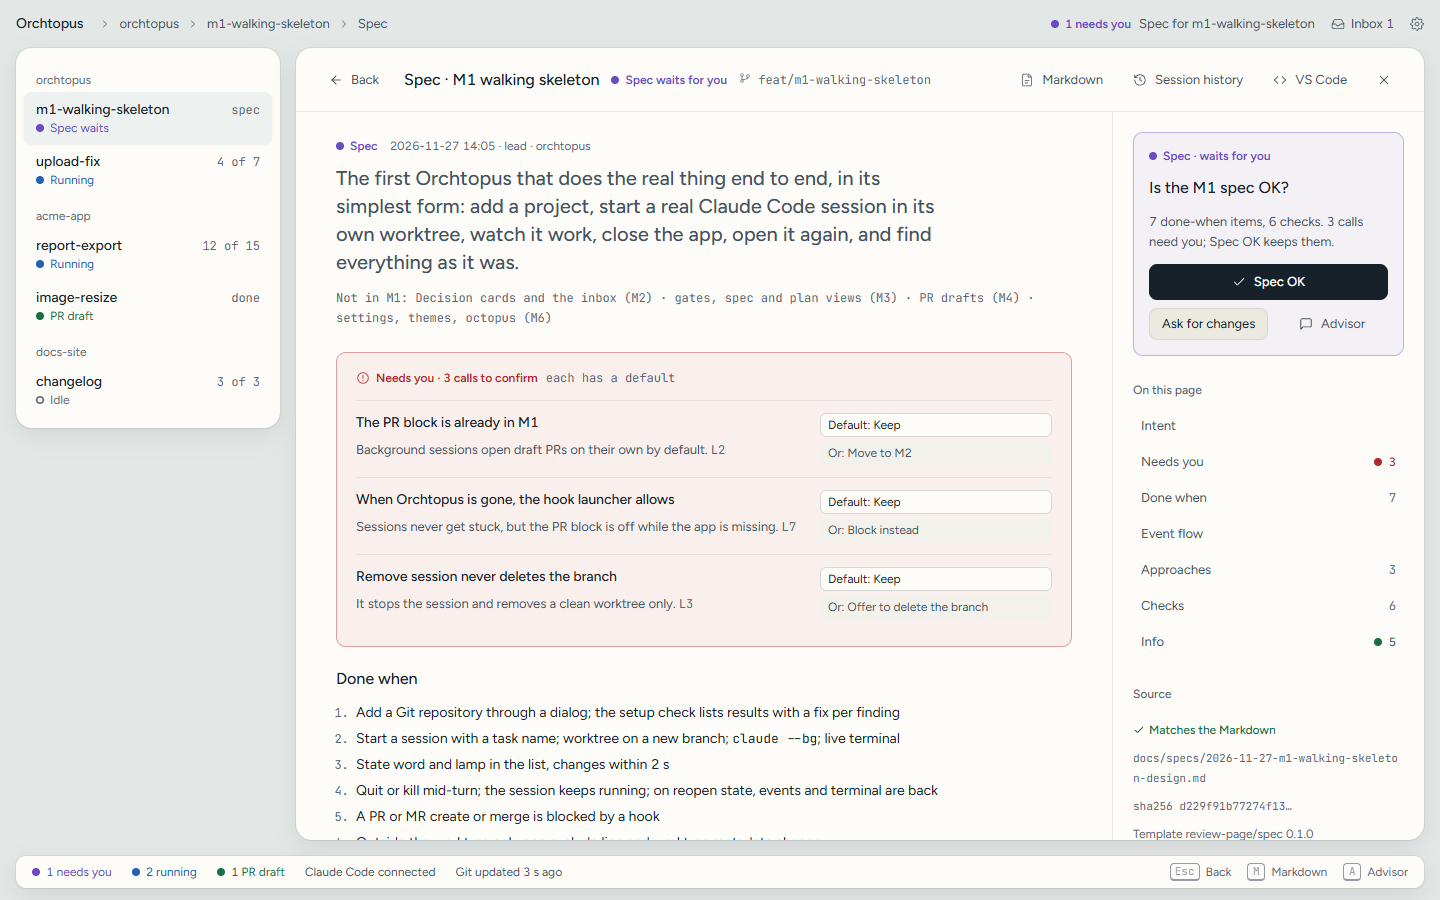 Orchtopus > orchtopus > m1-walking-skeleton > Spec
1 needs you Spec for m1-walking-skeleton Inbox 1
orchtopus
m1-walking-skeleton spec
Spec waits
upload-fix 4 of 7
Running
acme-app
report-export 12 of 15
Running
image-resize done
PR draft
docs-site
changelog 3 of 3
Idle
Back Spec · M1 walking skeleton Spec waits for you feat/m1-walking-skeleton Markdown Session history VS Code
Spec 2026-11-27 14:05 · lead · orchtopus
The first Orchtopus that does the real thing end to end, in its
simplest form: add a project, start a real Claude Code session in its
own worktree, watch it work, close the app, open it again, and find
everything as it was.
Not in M1: Decision cards and the inbox (M2) · gates, spec and plan views (M3) · PR drafts (M4) ·
settings, themes, octopus (M6)
Needs you · 3 calls to confirm each has a default
The PR block is already in M1
Background sessions open draft PRs on their own by default. L2
Default: Keep
Or: Move to M2
When Orchtopus is gone, the hook launcher allows
Sessions never get stuck, but the PR block is off while the app is missing. L7
Default: Keep
Or: Block instead
Remove session never deletes the branch
It stops the session and removes a clean worktree only. L3
Default: Keep
Or: Offer to delete the branch
Done when
1. Add a Git repository through a dialog; the setup check lists results with a fix per finding
2. Start a session with a task name; worktree on a new branch; claude --bg; live terminal
3. State word and lamp in the list, changes within 2 s
4. Quit or kill mid-turn; the session keeps running; on reopen state, events and terminal are back
5. A PR or MR create or merge is blocked by a hook
Spec · waits for you
Is the M1 spec OK?
7 done-when items, 6 checks. 3 calls
need you; Spec OK keeps them.
Spec OK
Ask for changes Advisor
On this page
Intent
Needs you 3
Done when 7
Event flow
Approaches 3
Checks 6
Info 5
Source
Matches the Markdown
docs/specs/2026-11-27-m1-walking-skeleto
n-design.md
sha256 d229f91b77274f13…
Template review-page/spec 0.1.0
1 needs you 2 running 1 PR draft Claude Code connected Git updated 3 s ago
Esc Back M Markdown A Advisor